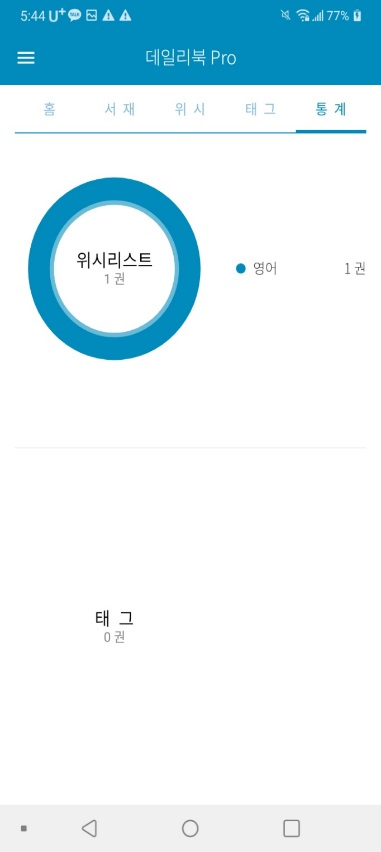 5:44 U+ TALK 77%
데일리북 Pro
홈 서 재 위 시 태 그 통 계
위시리스트
1 권
영어 1 권
태 그
0 권